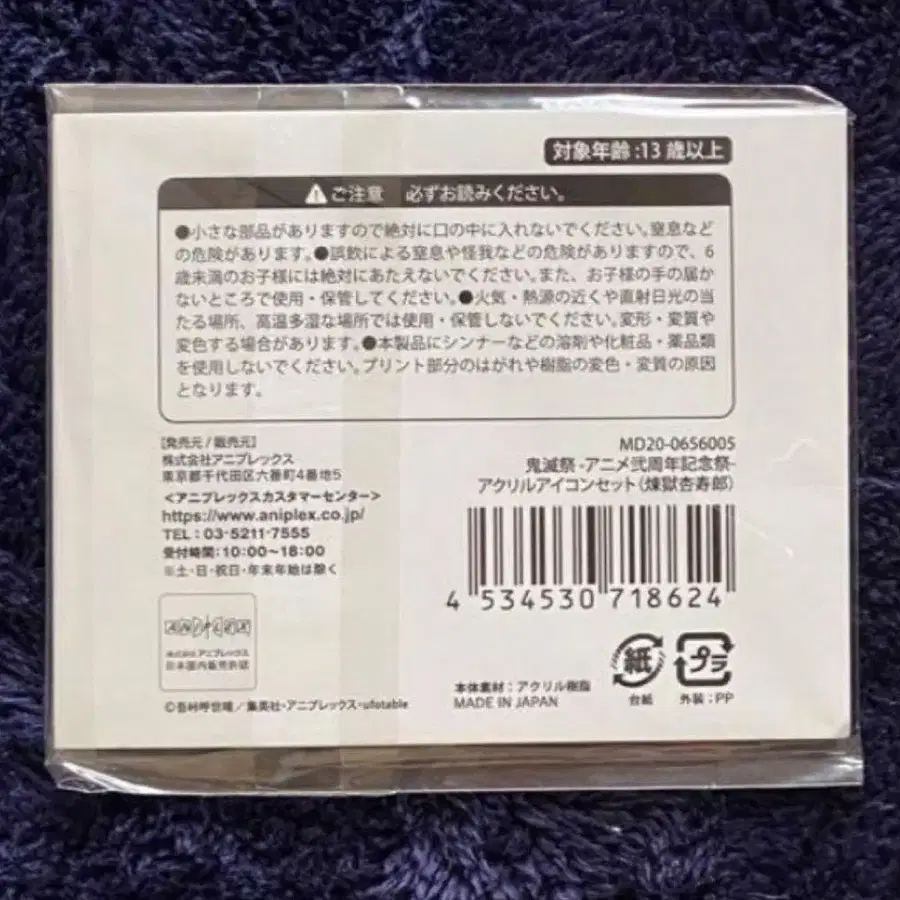 対象年齢:13歳以上
ご注意 必ずお読みください。
●小さな部品がありますので絶対に口の中に入れないでください。窒息など
の危険があります。●誤飲による窒息や怪我などの危険がありますので、6
歳未満のお子様には絶対にあたえないでください。また、お子様の手の届か
ないところで使用・保管してください。●火気・熱源の近くや直射日光の当
たる場所、高温多湿な場所では使用・保管しないでください。変形・変質や
変色する場合があります。●本製品にシンナーなどの溶剤や化粧品・薬品類
を使用しないでください。プリント部分のはがれや樹脂の変色・変質の原因
となります。
[発売元/販売元]
株式会社アニプレックス
東京都千代田区六番町4番地5
<アニプレックスカスタマーセンター>
https://www.aniplex.co.jp/
TEL:03-5211-7555
受付時間:10:00~18:00
※土・日・祝日・年末年始は除く
MD20-0656005
鬼滅祭 -アニメ弐周年記念祭-
アクリルアイコンセット(煉獄杏寿郎)
4 534530 718624
ANIPLEX
株式会社アニプレックス
日本国内販売許諾
紙
台紙
プラ
外装:PP
本体素材:アクリル樹脂
MADE IN JAPAN
©吾峠呼世晴/集英社・アニプレックス・ufotable